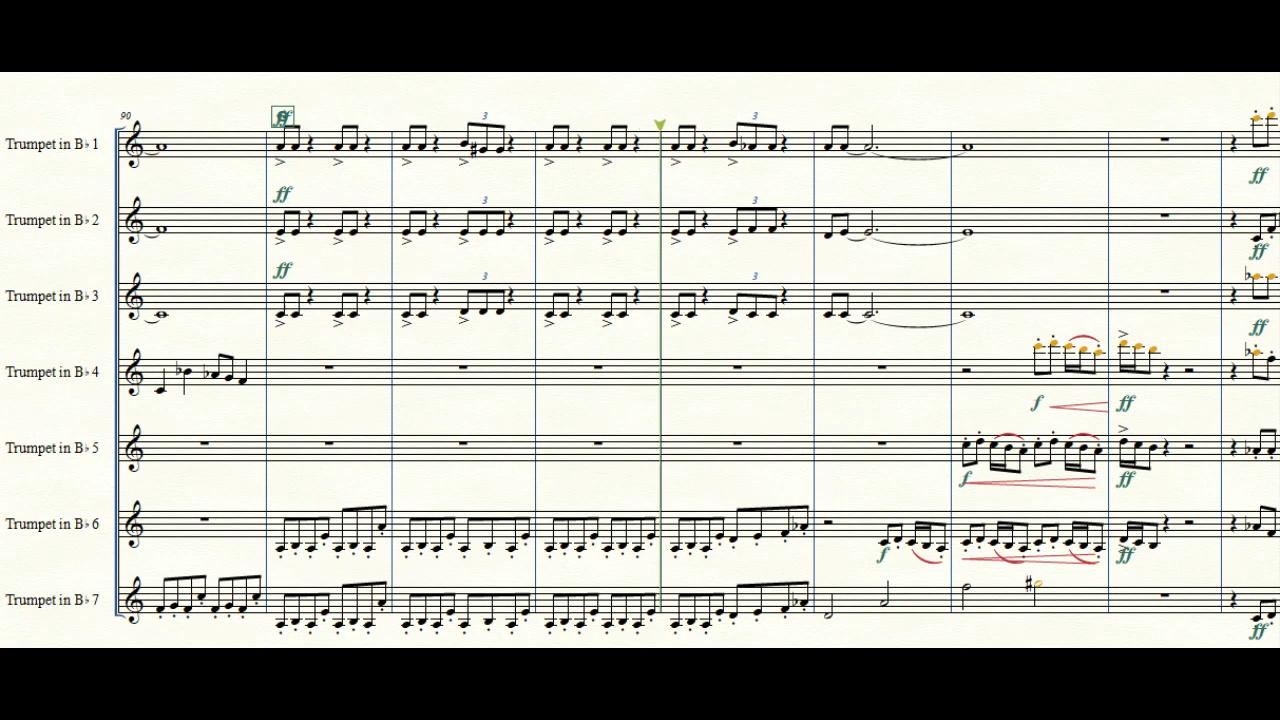 90
ff
3
3
Trumpet in B♭ 1
ff
ff
3
3
Trumpet in B♭ 2
ff
ff
3
3
Trumpet in B♭ 3
ff
Trumpet in B♭ 4
f
ff
Trumpet in B♭ 5
f
ff
Trumpet in B♭ 6
f
ff
Trumpet in B♭ 7
ff